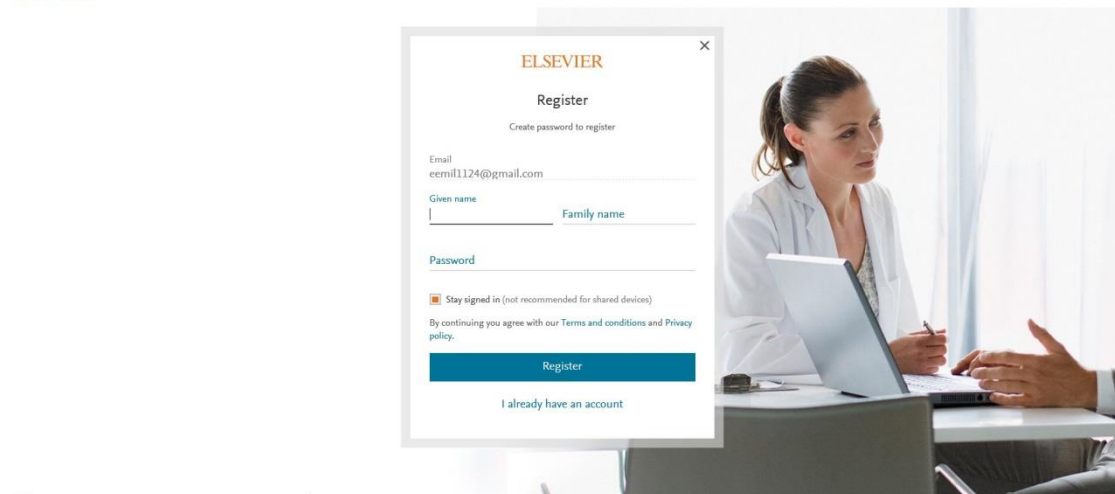 ELSEVIER
Register
Create password to register
Email
eemil1124@gmail.com
Given name
Family name
Password
Stay signed in (not recommended for shared devices)
By continuing you agree with our Terms and conditions and Privacy
policy.
Register
I already have an account